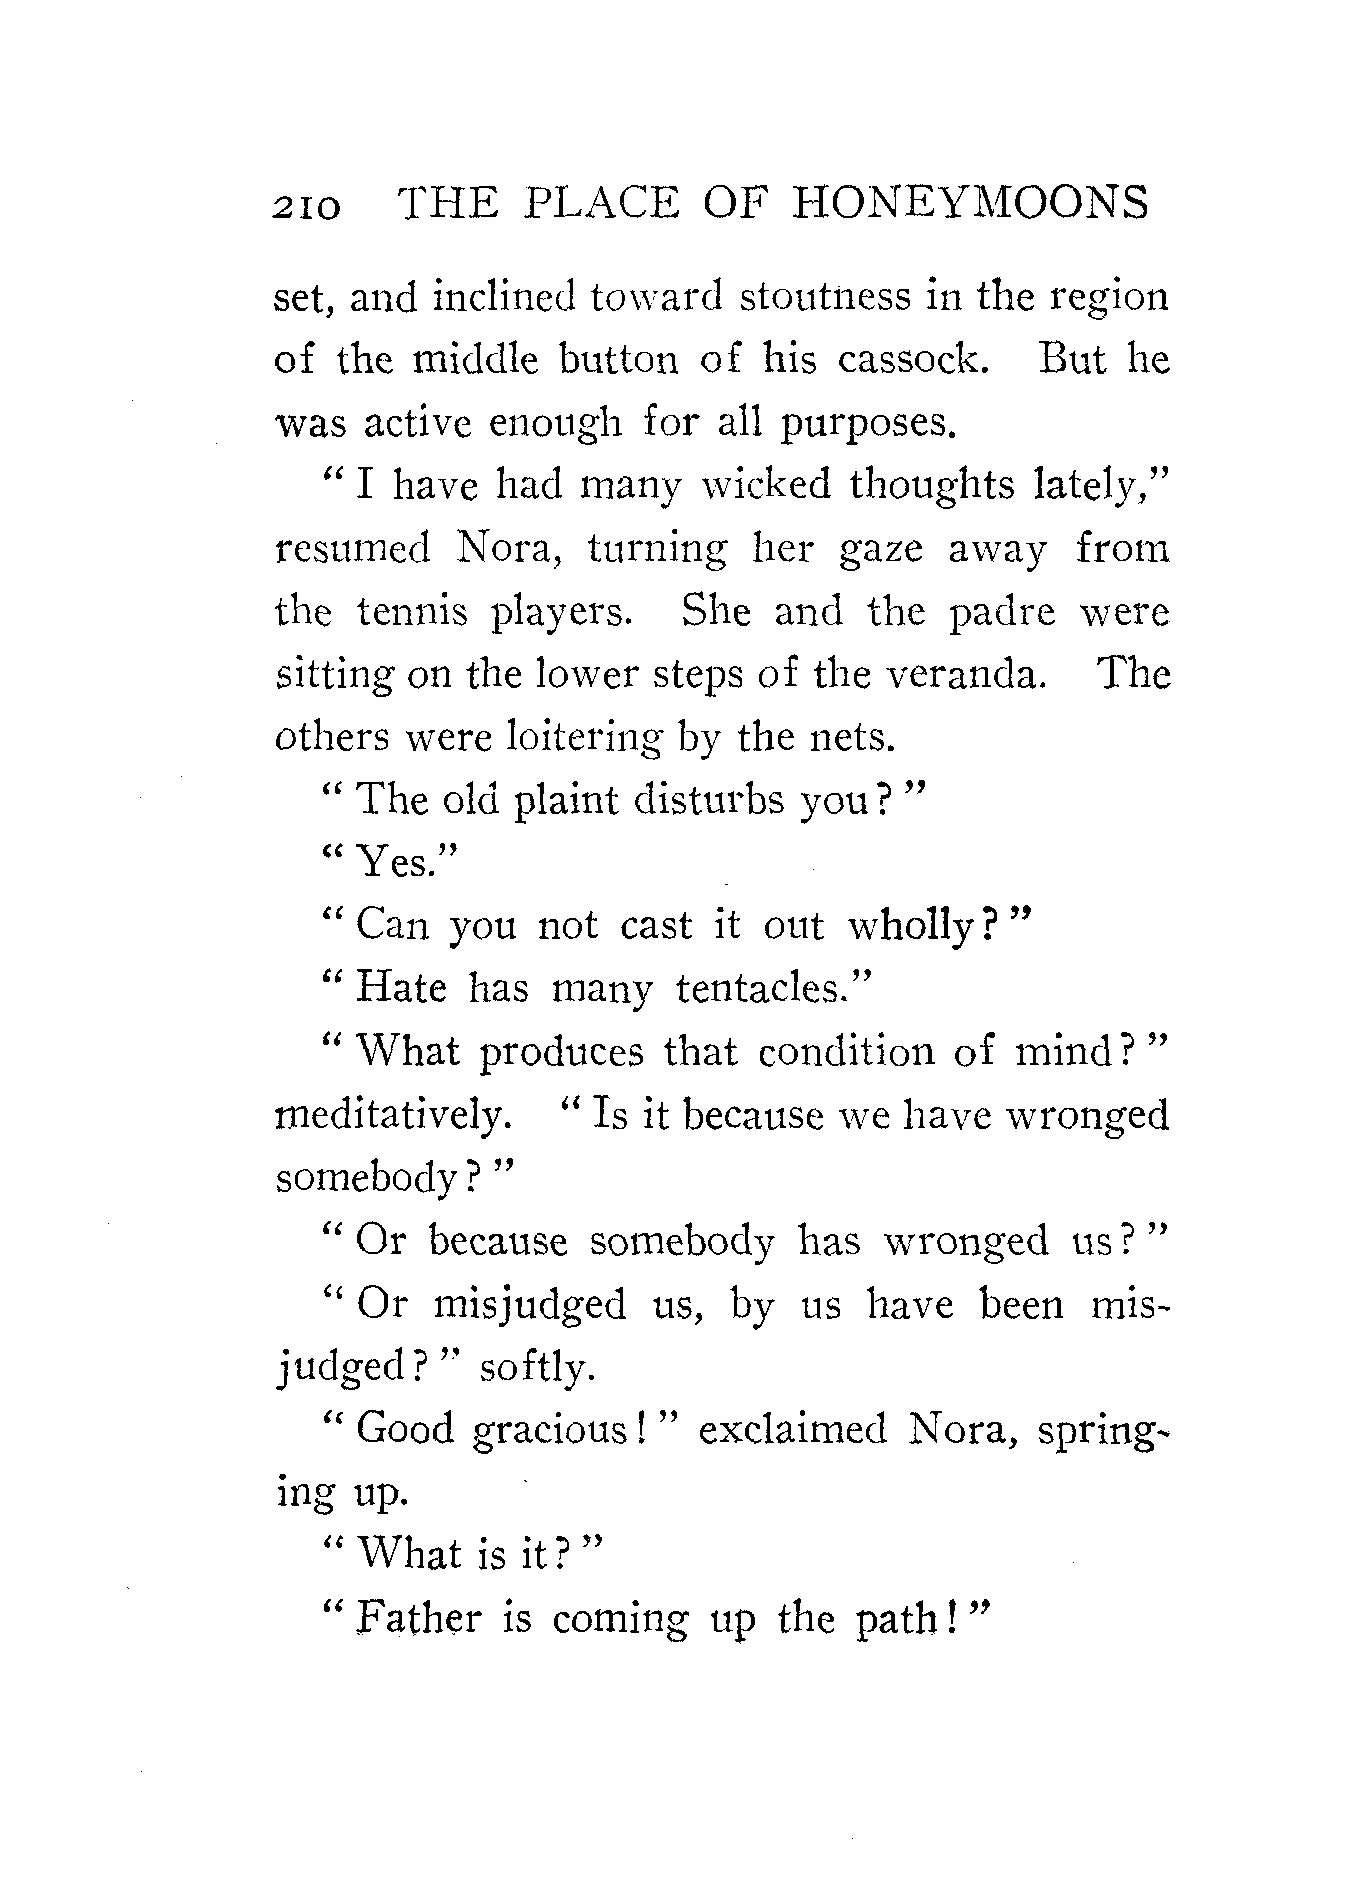 210 THE PLACE OF HONEYMOONS
set, and inclined toward stoutness in the region
of the middle button of his cassock. But he
was active enough for all purposes.
" I have had many wicked thoughts lately,"
resumed Nora, turning her gaze away from
the tennis players. She and the padre were
sitting on the lower steps of the veranda. The
others were loitering by the nets.
" The old plaint disturbs you? "
" Yes."
" Can you not cast it out wholly? "
" Hate has many tentacles."
" What produces that condition of mind? "
meditatively. " Is it because we have wronged
somebody? "
" Or because somebody has wronged us? "
" Or misjudged us, by us have been mis-
judged? " softly.
" Good gracious! " exclaimed Nora, spring-
ing up.
" What is it? "
" Father is coming up the path! "